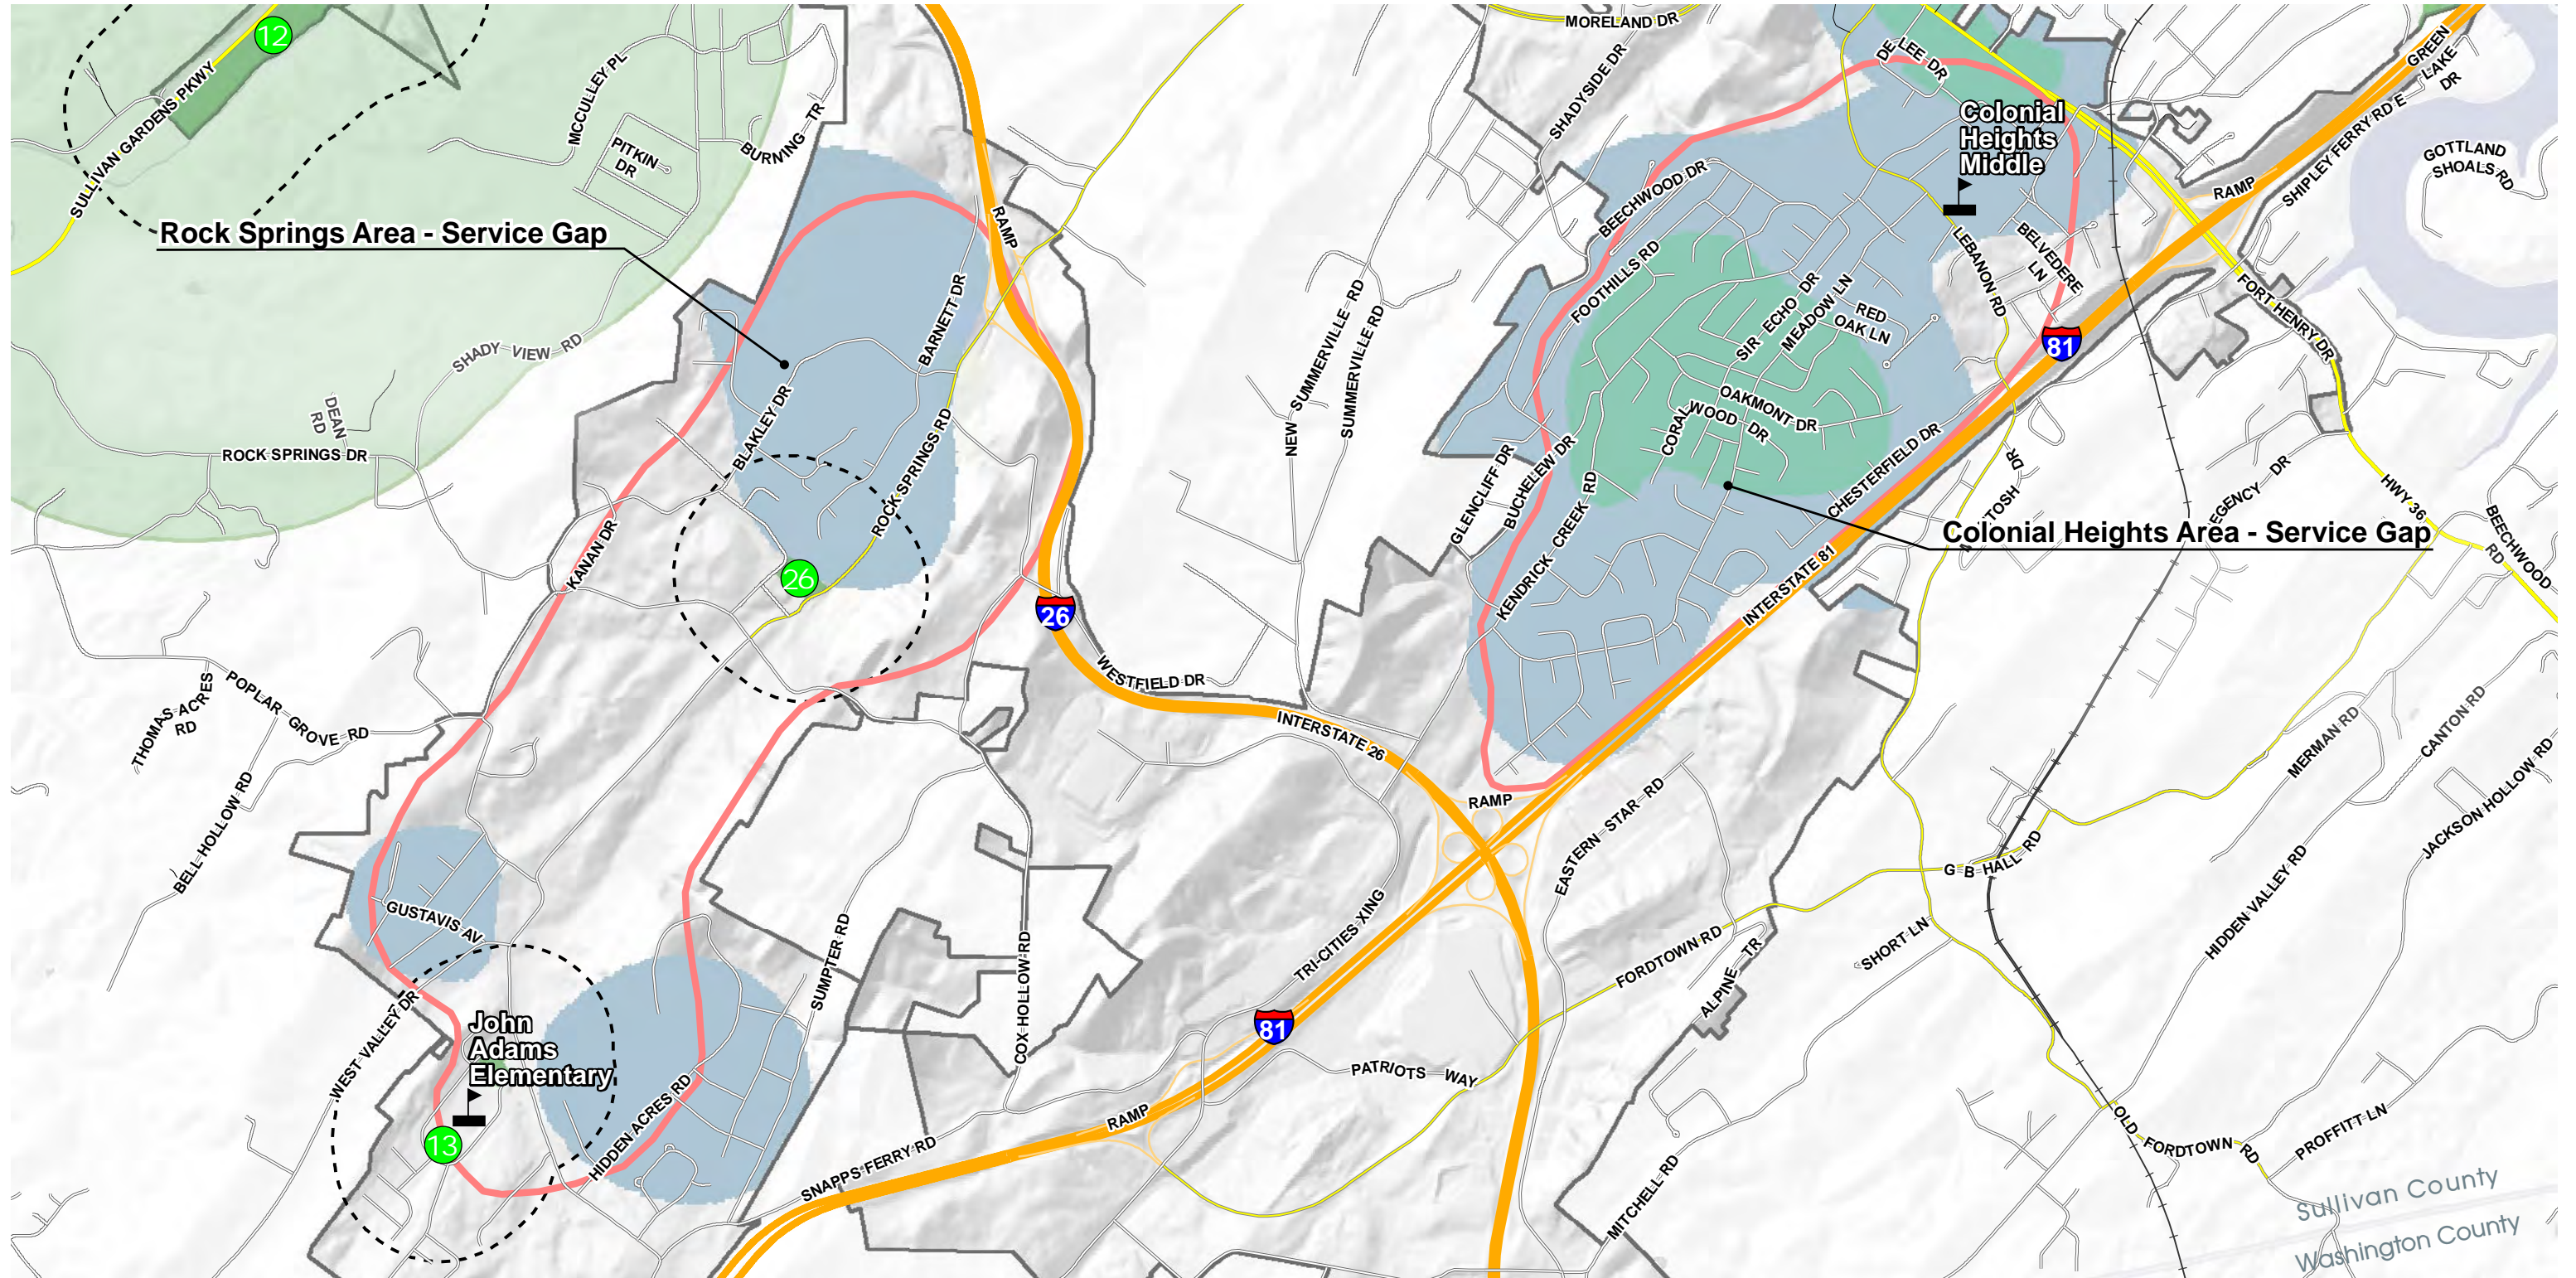 MORELAND DR
GREEN
LAKE
DR
12
DE LEE DR
MCCULLEY PL
SHADYSIDE DR
SULLIVAN GARDENS PKWY
BURNING TR
Colonial
Heights
Middle
PITKIN
DR
SHIPLEY FERRY RD E
GOTTLAND
SHOALS RD
RAMP
BEECHWOOD DR
Rock Springs Area - Service Gap
RAMP
LEBANON RD
BELVEDERE
LN
FOOTHILLS RD
BARNETT DR
SIR ECHO DR
MEADOW LN
RED
OAK LN
FORT HENRY DR
NEW SUMMERVILLE RD
SUMMERVILLE RD
SHADY VIEW RD
81
DEAN
RD
BLAKLEY DR
OAKMONT DR
CORAL
WOOD DR
ROCK SPRINGS DR
ROCK SPRINGS RD
GLENCLIFF DR
BUCHELEW DR
CHESTERFIELD DR
HWY 36
BEECHWOOD
RD
Colonial Heights Area - Service Gap
KANAN DR
KENDRICK CREEK RD
INTERSTATE 81
26
26
WESTFIELD DR
POPLAR GROVE RD
THOMAS ACRES
RD
INTERSTATE 26
MERMAN RD
CANTON RD
BELL HOLLOW RD
RAMP
EASTERN STAR RD
JACKSON HOLLOW RD
G B HALL RD
GUSTAVIS AV
HIDDEN VALLEY RD
SUMPTER RD
COX HOLLOW RD
TRI-CITIES XING
FORDTOWN RD
SHORT LN
ALPINE TR
WEST VALLEY DR
John
Adams
Elementary
81
PATRIOTS WAY
HIDDEN ACRES RD
RAMP
13
SNAPPS FERRY RD
OLD FORDTOWN RD
PROFFITT LN
MITCHELL RD
Sullivan County
Washington County